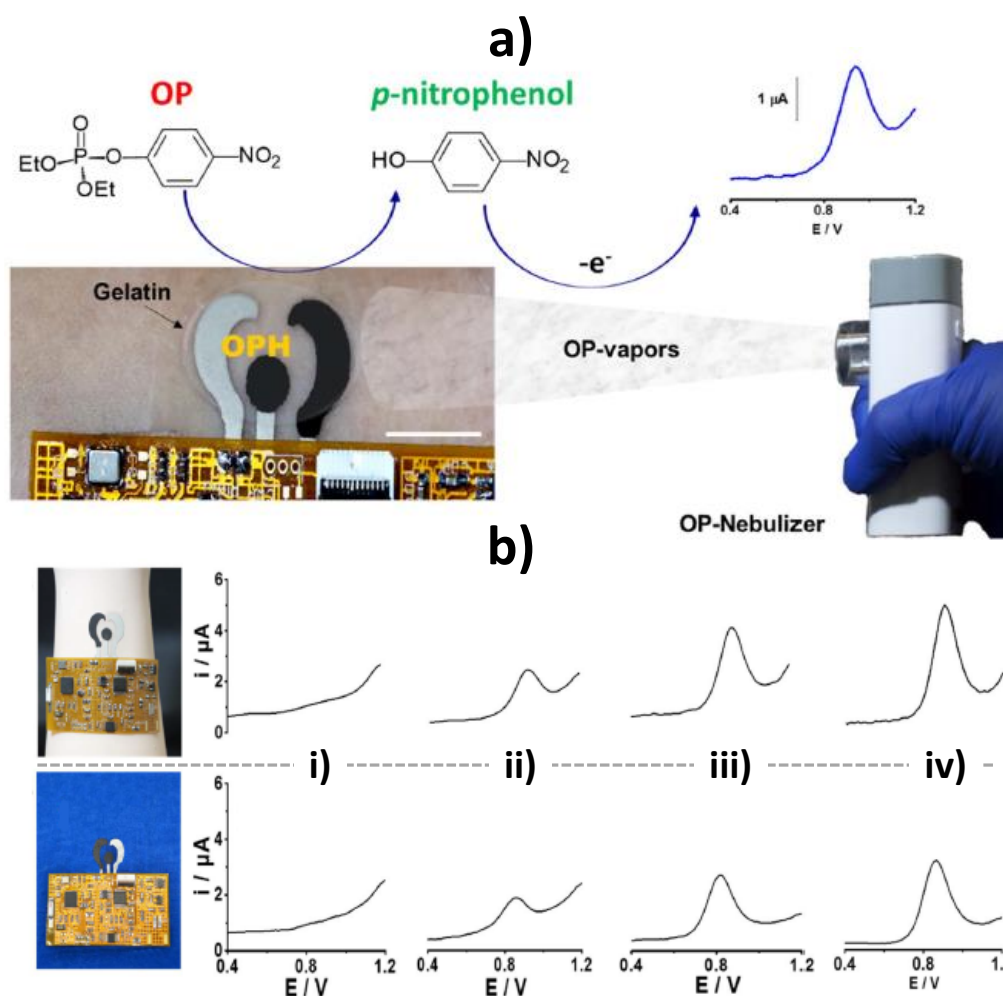 a)
OP
p-nitrophenol
1 µA
O
EtO
P
O
OEt
NO2
HO
NO2
0.4
0.8
1.2
E / V
-e-
Gelatin
OPH
OP-vapors
OP-Nebulizer
b)
i / µA
6
4
2
0
i)
ii)
iii)
iv)
i / µA
6
4
2
0
0.4
0.8
1.2
E / V
0.4
0.8
1.2
E / V
0.4
0.8
1.2
E / V
0.4
0.8
1.2
E / V